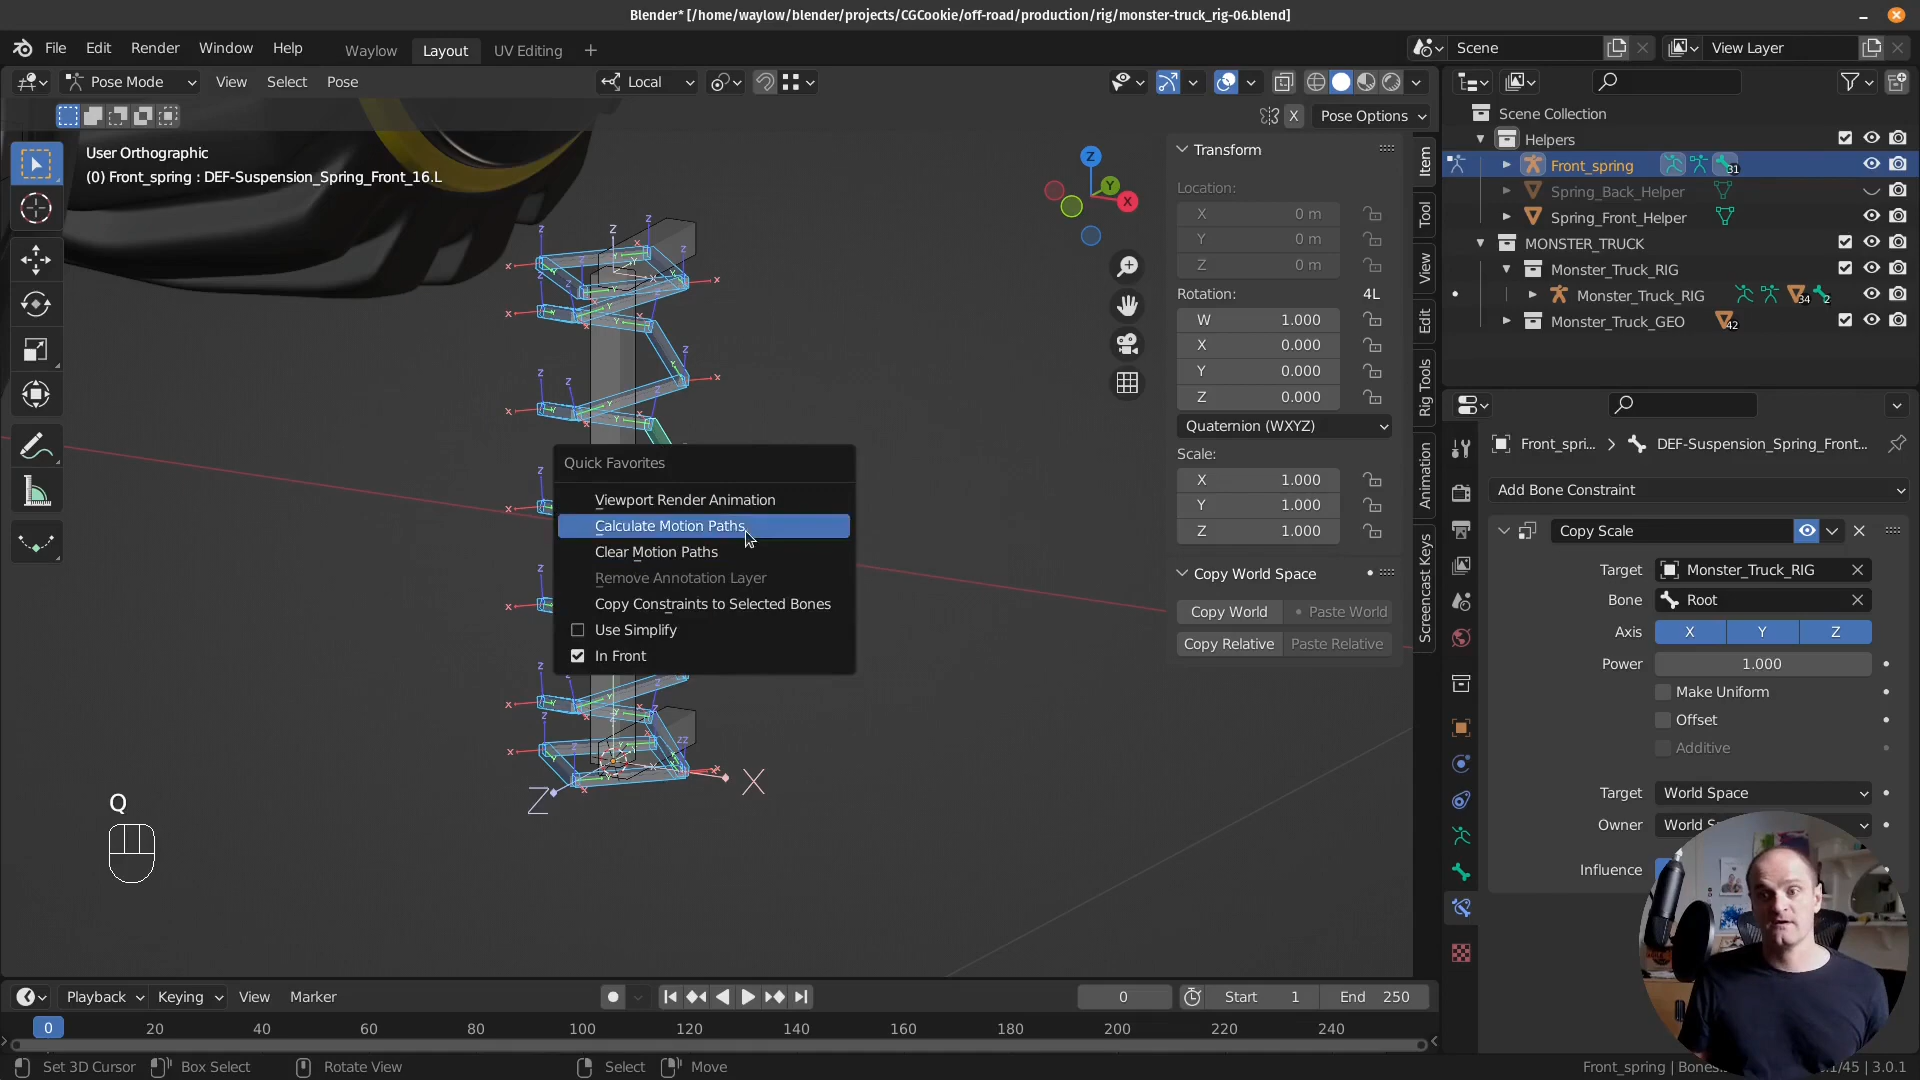 Blender* [/home/waylow/blender/projects/CGCookie/off-road/production/rig/monster-truck_rig-06.blend]
File Edit Render Window Help Waylow Layout UV Editing + Scene View Layer
Pose Mode View Select Pose Local
X Pose Options
User Orthographic
(0) Front_spring : DEF-Suspension_Spring_Front_16.L
Z
Y
X
Transform
Location:
X 0 m
Y 0 m
Z 0 m
Rotation: 4L
W 1.000
X 0.000
Y 0.000
Z 0.000
Quaternion (WXYZ)
Scale:
X 1.000
Y 1.000
Z 1.000
Copy World Space
Copy World Paste World
Copy Relative Paste Relative
Item
Tool
View
Edit
Rig Tools
Animation
Screencast Keys
Quick Favorites
Viewport Render Animation
Calculate Motion Paths
Clear Motion Paths
Remove Annotation Layer
Copy Constraints to Selected Bones
Use Simplify
In Front
Z
X
Q
Scene Collection
Helpers
Front_spring 31
Spring_Back_Helper
Spring_Front_Helper
MONSTER_TRUCK
Monster_Truck_RIG
Monster_Truck_RIG 34 2
Monster_Truck_GEO 42
Front_spri... DEF-Suspension_Spring_Front...
Add Bone Constraint
Copy Scale
Target Monster_Truck_RIG
Bone Root
Axis X Y Z
Power 1.000
Make Uniform
Offset
Additive
Target World Space
Owner World S
Influence
Playback Keying View Marker 0 Start 1 End 250
0 20 40 60 80 100 120 140 160 180 200 220 240
Set 3D Cursor Box Select Rotate View Select Move Front_spring | Bones 1/45 | 3.0.1